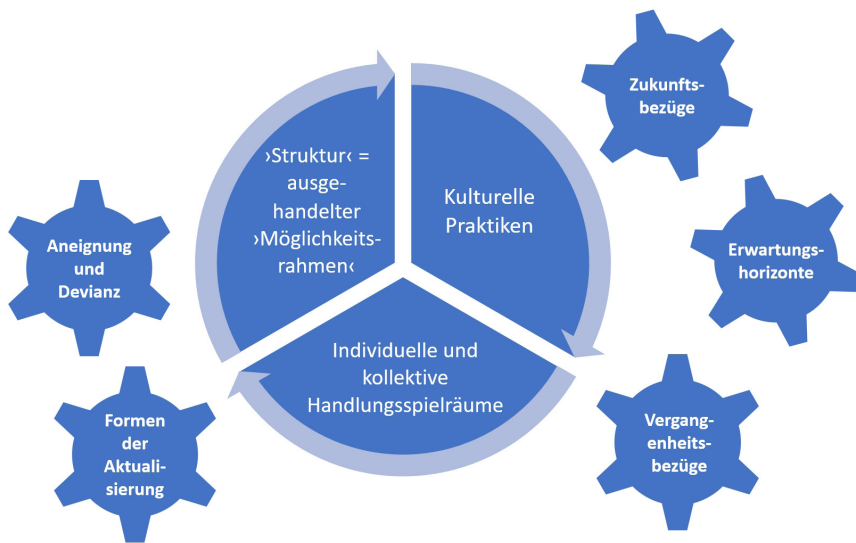 ›Struktur‹ =
ausge-
handelter
›Möglichkeits-
rahmen‹
Kulturelle
Praktiken
Individuelle und
kollektive
Handlungsspielräume
Aneignung
und
Devianz
Formen
der
Aktuali-
sierung
Zukunfts-
bezüge
Erwartungs-
horizonte
Vergang-
enheits-
bezüge